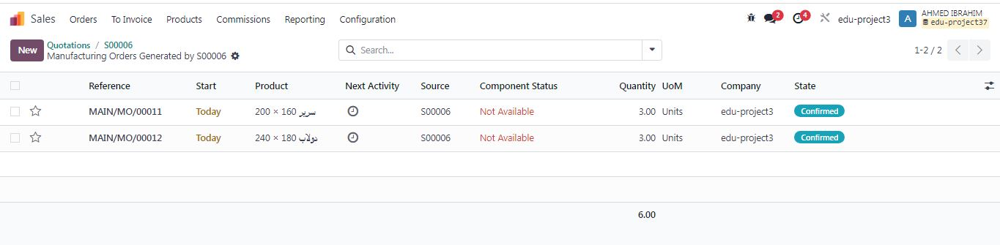 Sales Orders To Invoice Products Commissions Reporting Configuration 2 4 edu-project3 A AHMED IBRAHIM
edu-project37
New Quotations / S00006 Search... 1-2 / 2
Manufacturing Orders Generated by S00006
Reference Start Product Next Activity Source Component Status Quantity UoM Company State
MAIN/MO/00011 Today سرير 160 × 200 S00006 Not Available 3.00 Units edu-project3 Confirmed
MAIN/MO/00012 Today دولاب 180 × 240 S00006 Not Available 3.00 Units edu-project3 Confirmed
6.00